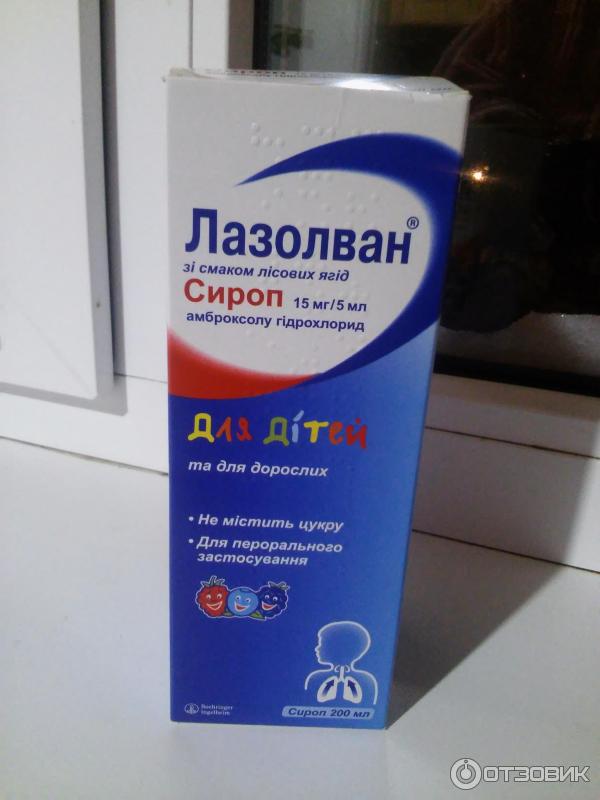 Лазолван®
зі смаком лісових ягід
Сироп 15 мг/5 мл
амброксолу гідрохлорид
для дітей
та для дорослих
• Не містить цукру
• Для перорального
застосування
Boehringer
Ingelheim
Сироп 200 мл
ОТЗОВИК